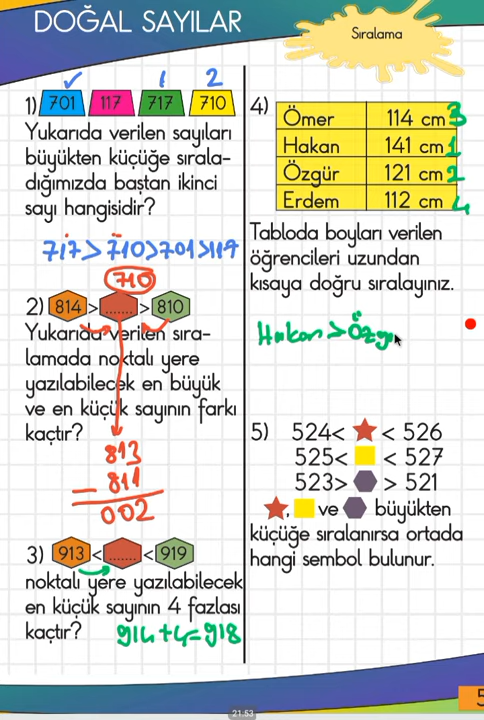 DOĞAL SAYILAR
Sıralama
✓ 1 2
1) 701 117 717 710
Yukarıda verilen sayıları
büyükten küçüğe sırala-
dığımızda baştan ikinci
sayı hangisidir?
717>710>701>117
710
2) 814 > ....... > 810
Yukarıda verilen sıra-
lamada noktalı yere
yazılabilecek en büyük
ve en küçük sayının farkı
kaçtır?
813
- 811
002
3) 913 < ....... < 919
noktalı yere yazılabilecek
en küçük sayının 4 fazlası
kaçtır?
914+4=918
4)
Ömer 114 cm 3
Hakan 141 cm 1
Özgür 121 cm 2
Erdem 112 cm 4
Tabloda boyları verilen
öğrencileri uzundan
kısaya doğru sıralayınız.
Hakan > Özgü
5) 524< ★ < 526
525< < 527
523> > 521
★, ve büyükten
küçüğe sıralanırsa ortada
hangi sembol bulunur.
5
21:53